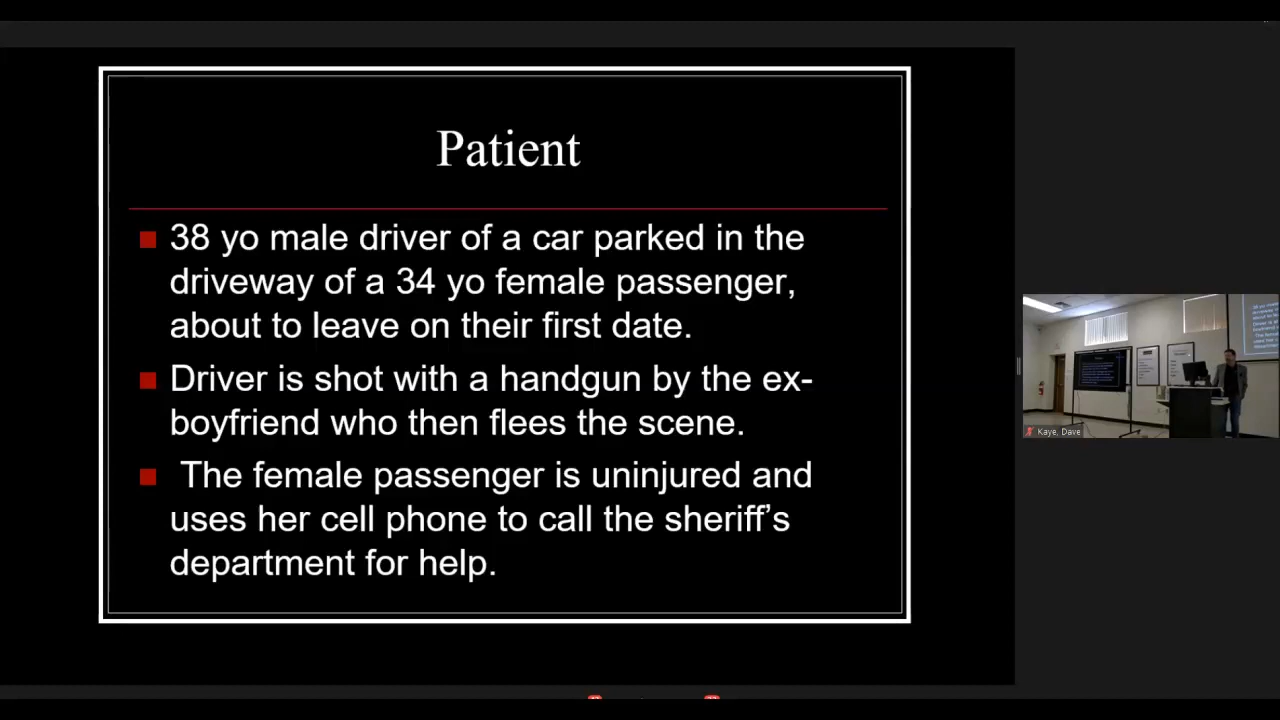 Patient
38 yo male driver of a car parked in the
driveway of a 34 yo female passenger,
about to leave on their first date.
Driver is shot with a handgun by the ex-
boyfriend who then flees the scene.
The female passenger is uninjured and
uses her cell phone to call the sheriff’s
department for help.
Kaye, Dave